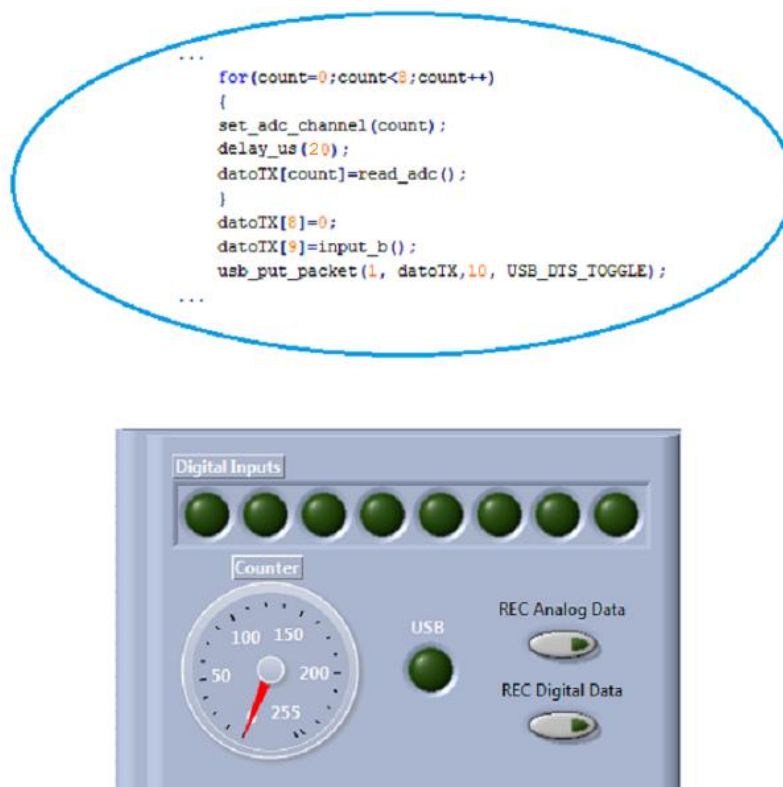 ...
for(count=0;count<8;count++)
{
set_adc_channel(count);
delay_us(20);
datoTX[count]=read_adc();
}
datoTX[8]=0;
datoTX[9]=input_b();
usb_put_packet(1, datoTX,10, USB_DTS_TOGGLE);
...
Digital Inputs
Counter
REC Analog Data
USB
100 150
50 200
255
REC Digital Data